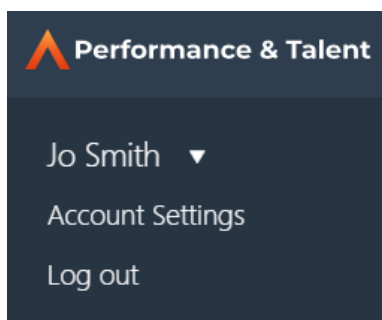 Performance & Talent
Jo Smith ▼
Account Settings
Log out